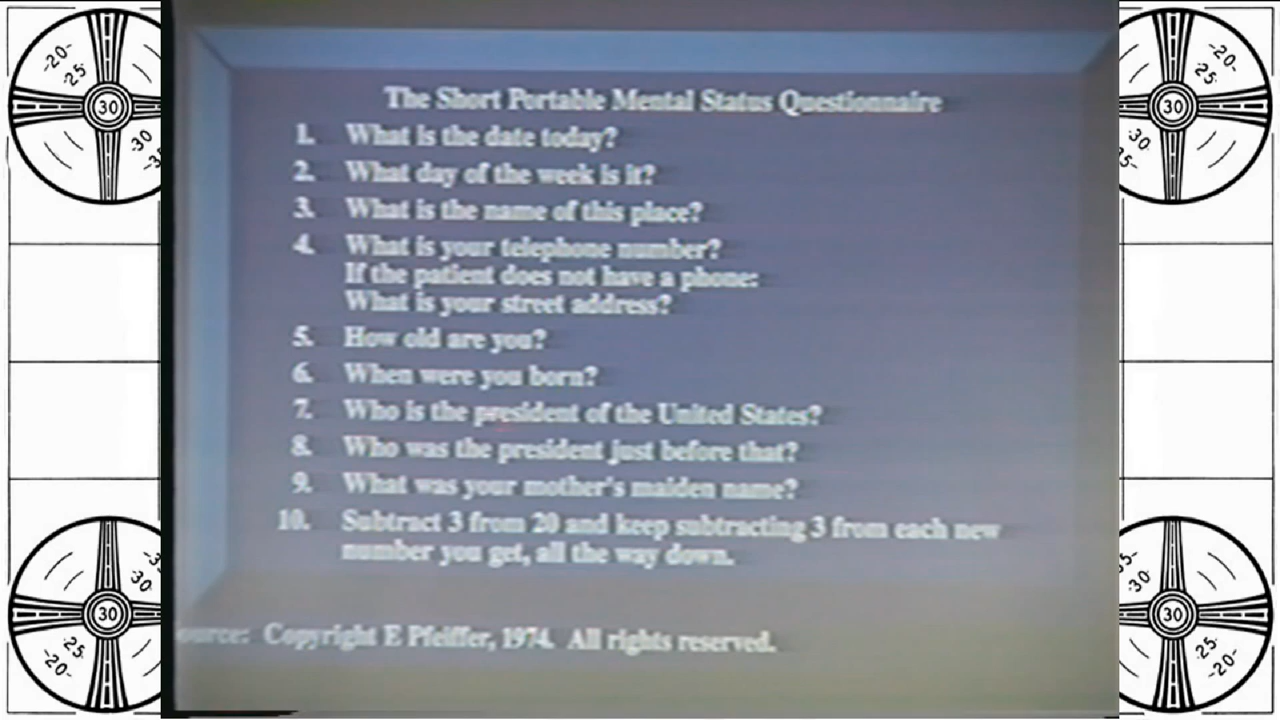 The Short Portable Mental Status Questionnaire
1. What is the date today?
2. What day of the week is it?
3. What is the name of this place?
4. What is your telephone number?
If the patient does not have a phone:
What is your street address?
5. How old are you?
6. When were you born?
7. Who is the president of the United States?
8. Who was the president just before that?
9. What was your mother's maiden name?
10. Subtract 3 from 20 and keep subtracting 3 from each new
number you get, all the way down.
ource: Copyright E Pfeiffer, 1974. All rights reserved.
-20-
25
30
30
-20-
25
30
30
30
30
25
-20-
30
30
25
-20-